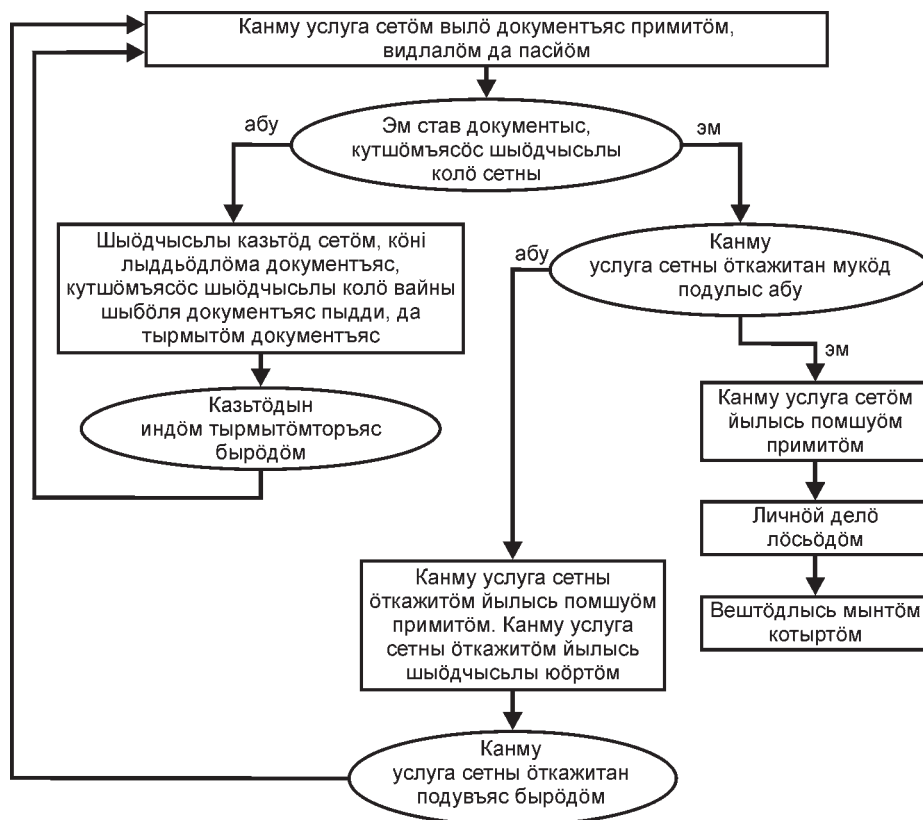 Канму услуга сетӧм вылӧ документъяс примитӧм,
видлалӧм да пасйӧм
абу
Эм став документыс,
кутшӧмъясӧс шыӧдчысьлы
колӧ сетны
эм
Шыӧдчысьлы казьтӧд сетӧм, кӧні
лыддьӧдлӧма документъяс,
кутшӧмъясӧс шыӧдчысьлы колӧ вайны
шыбӧля документъяс пыдди, да
тырмытӧм документъяс
абу
Канму
услуга сетны ӧткажитан мукӧд
подулыс абу
эм
Казьтӧдын
индӧм тырмытӧмторъяс
бырӧдӧм
Канму услуга сетӧм
йылысь помшуӧм
примитӧм
Личнӧй делӧ
лӧсьӧдӧм
Вештӧдлысь мынтӧм
котыртӧм
Канму услуга сетны
ӧткажитӧм йылысь помшуӧм
примитӧм. Канму услуга
сетны ӧткажитӧм йылысь
шыӧдчысьлы юӧртӧм
Канму
услуга сетны ӧткажитан
подувъяс бырӧдӧм